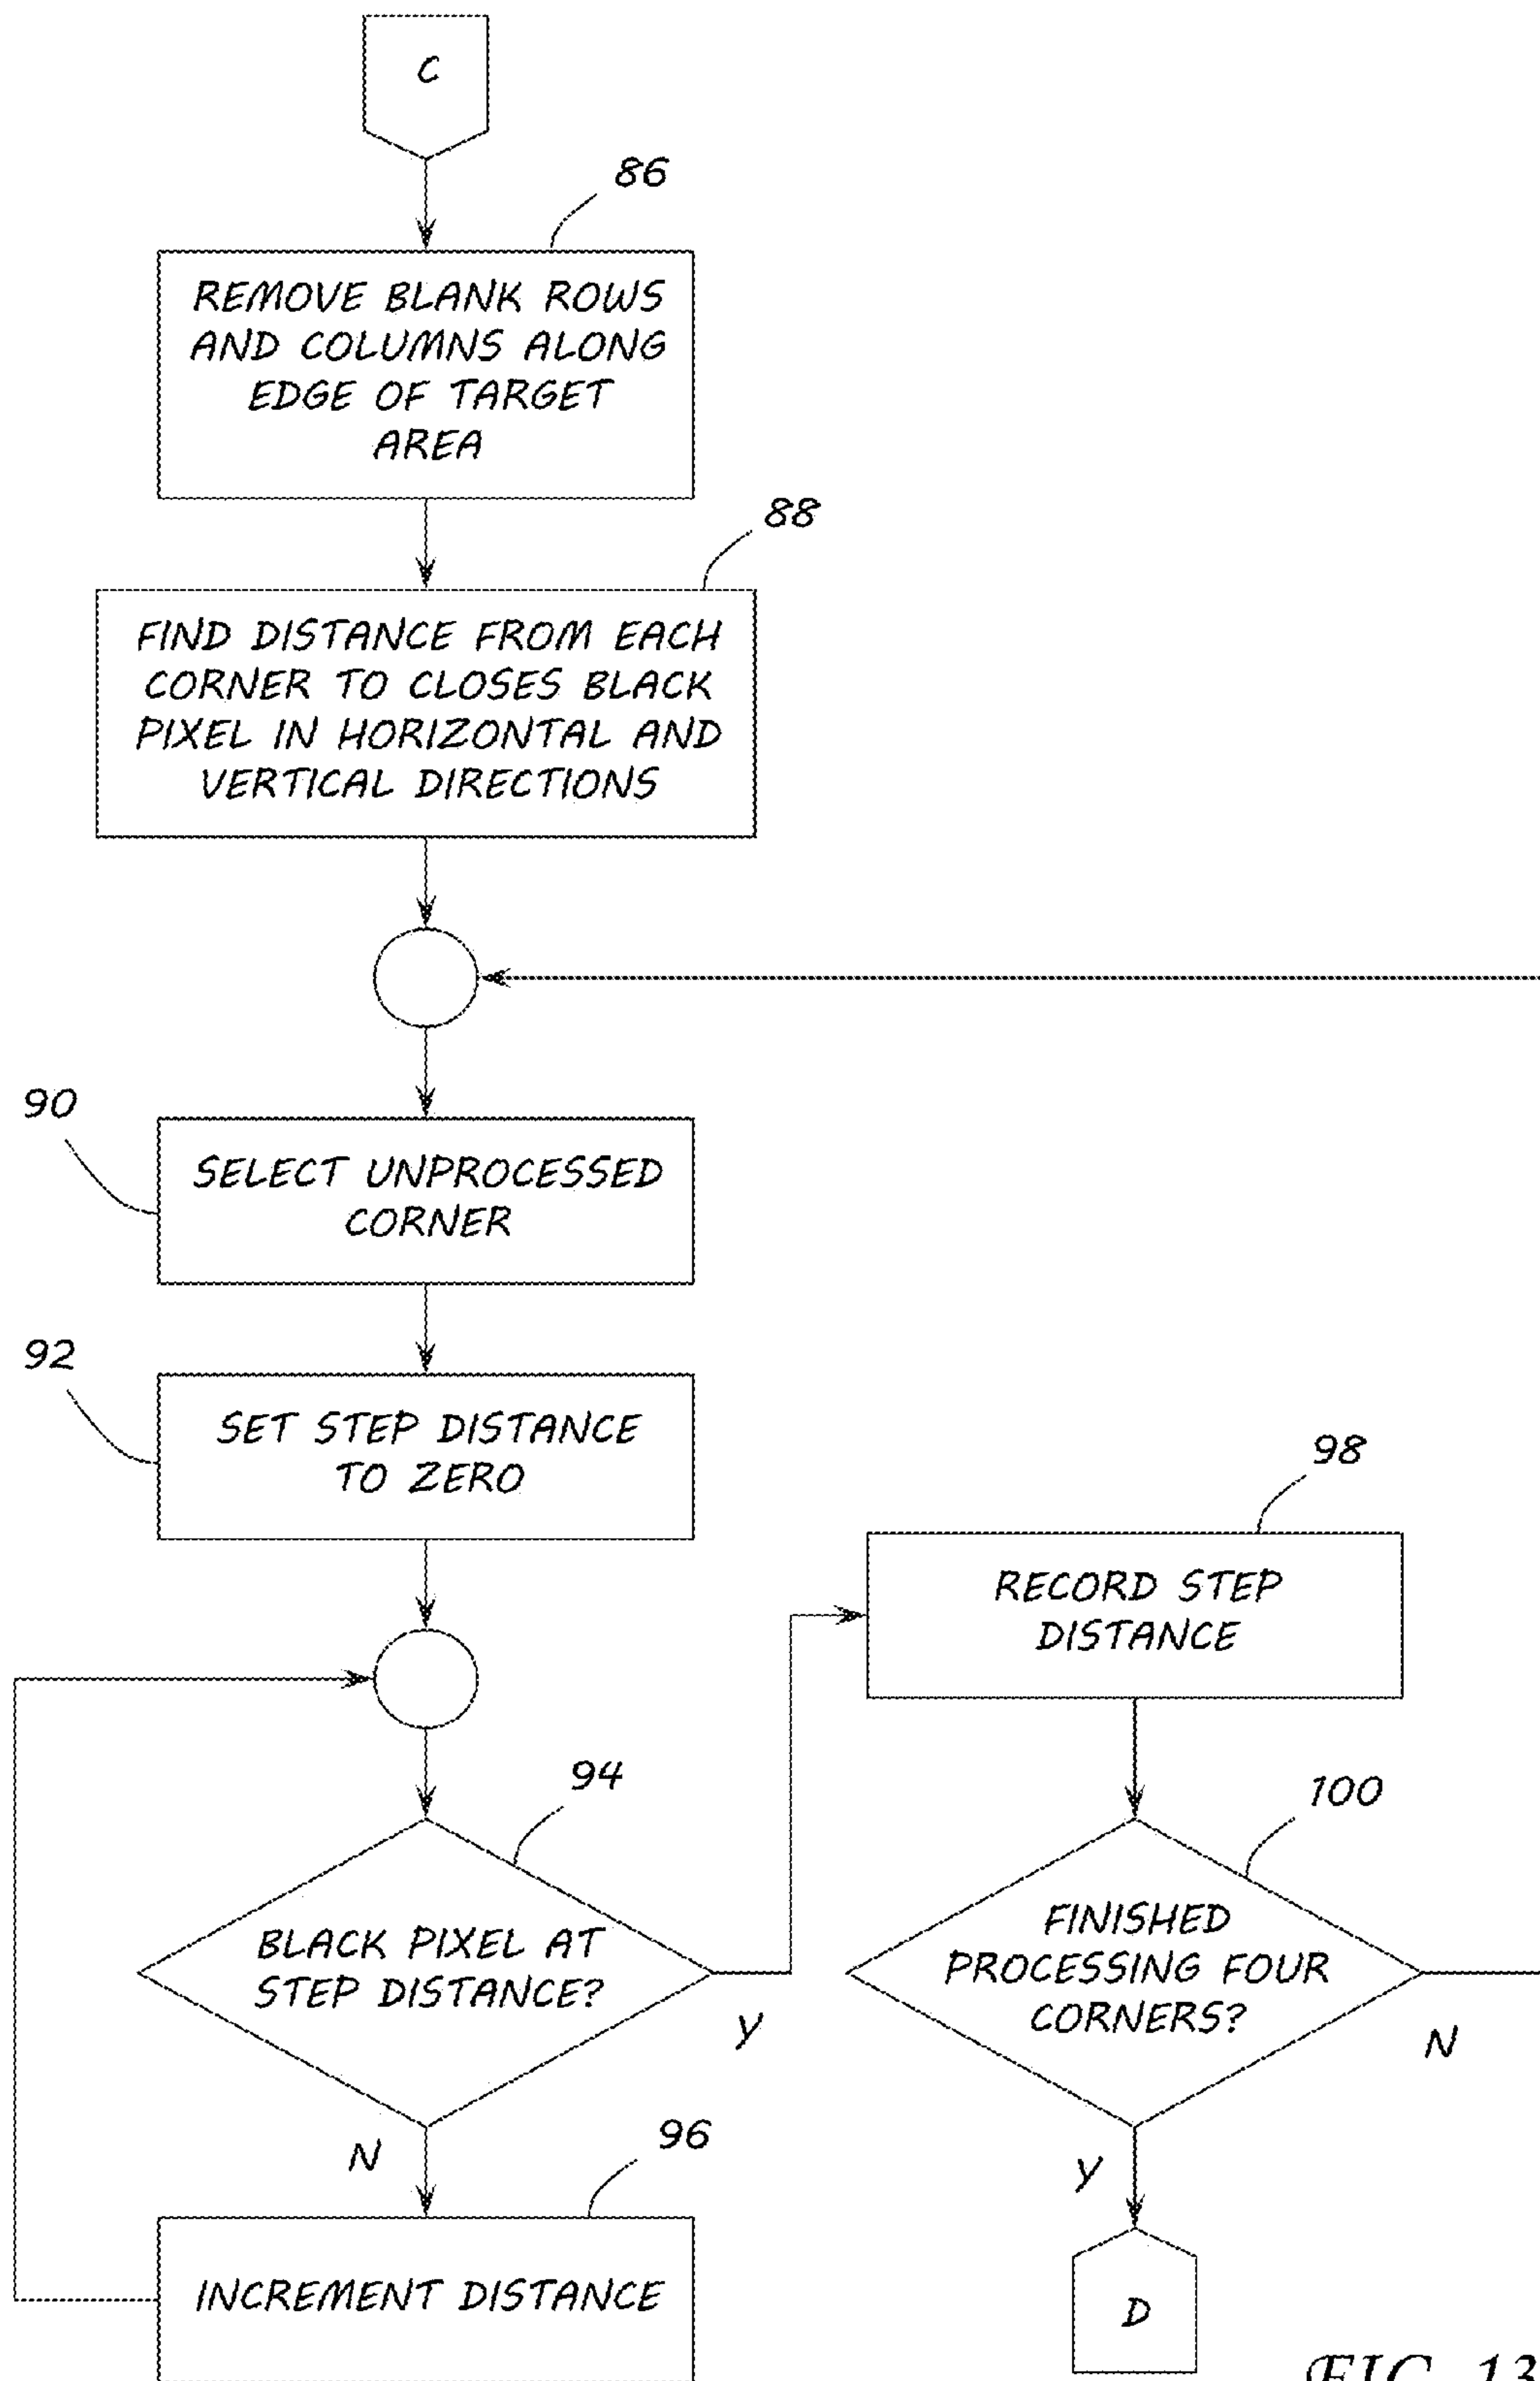 C
86
REMOVE BLANK ROWS
AND COLUMNS ALONG
EDGE OF TARGET
AREA
88
FIND DISTANCE FROM EACH
CORNER TO CLOSES BLACK
PIXEL IN HORIZONTAL AND
VERTICAL DIRECTIONS
90
SELECT UNPROCESSED
CORNER
92
SET STEP DISTANCE
TO ZERO
94
BLACK PIXEL AT
STEP DISTANCE?
Y
N
96
INCREMENT DISTANCE
98
RECORD STEP
DISTANCE
100
FINISHED
PROCESSING FOUR
CORNERS?
N
Y
D
FIG. 13